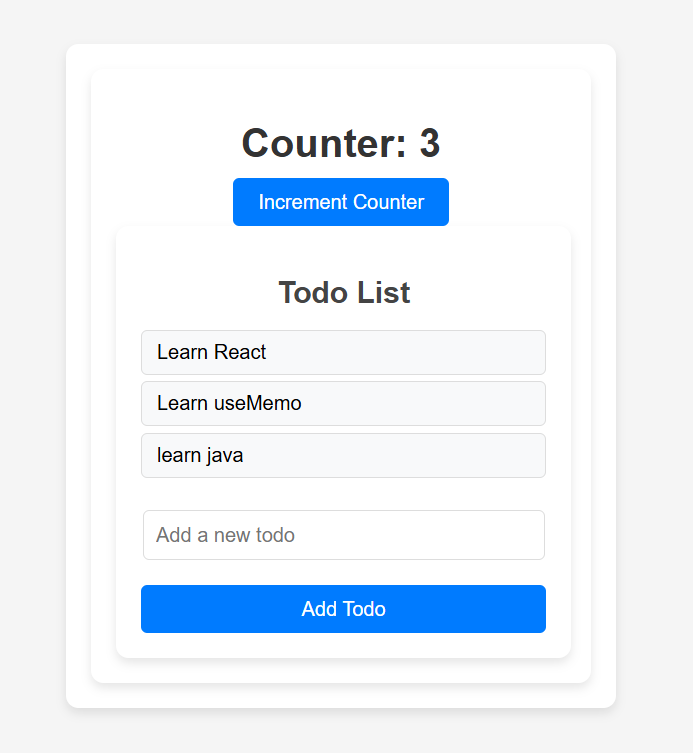 Counter: 3
Increment Counter
Todo List
Learn React
Learn useMemo
learn java
Add a new todo
Add Todo